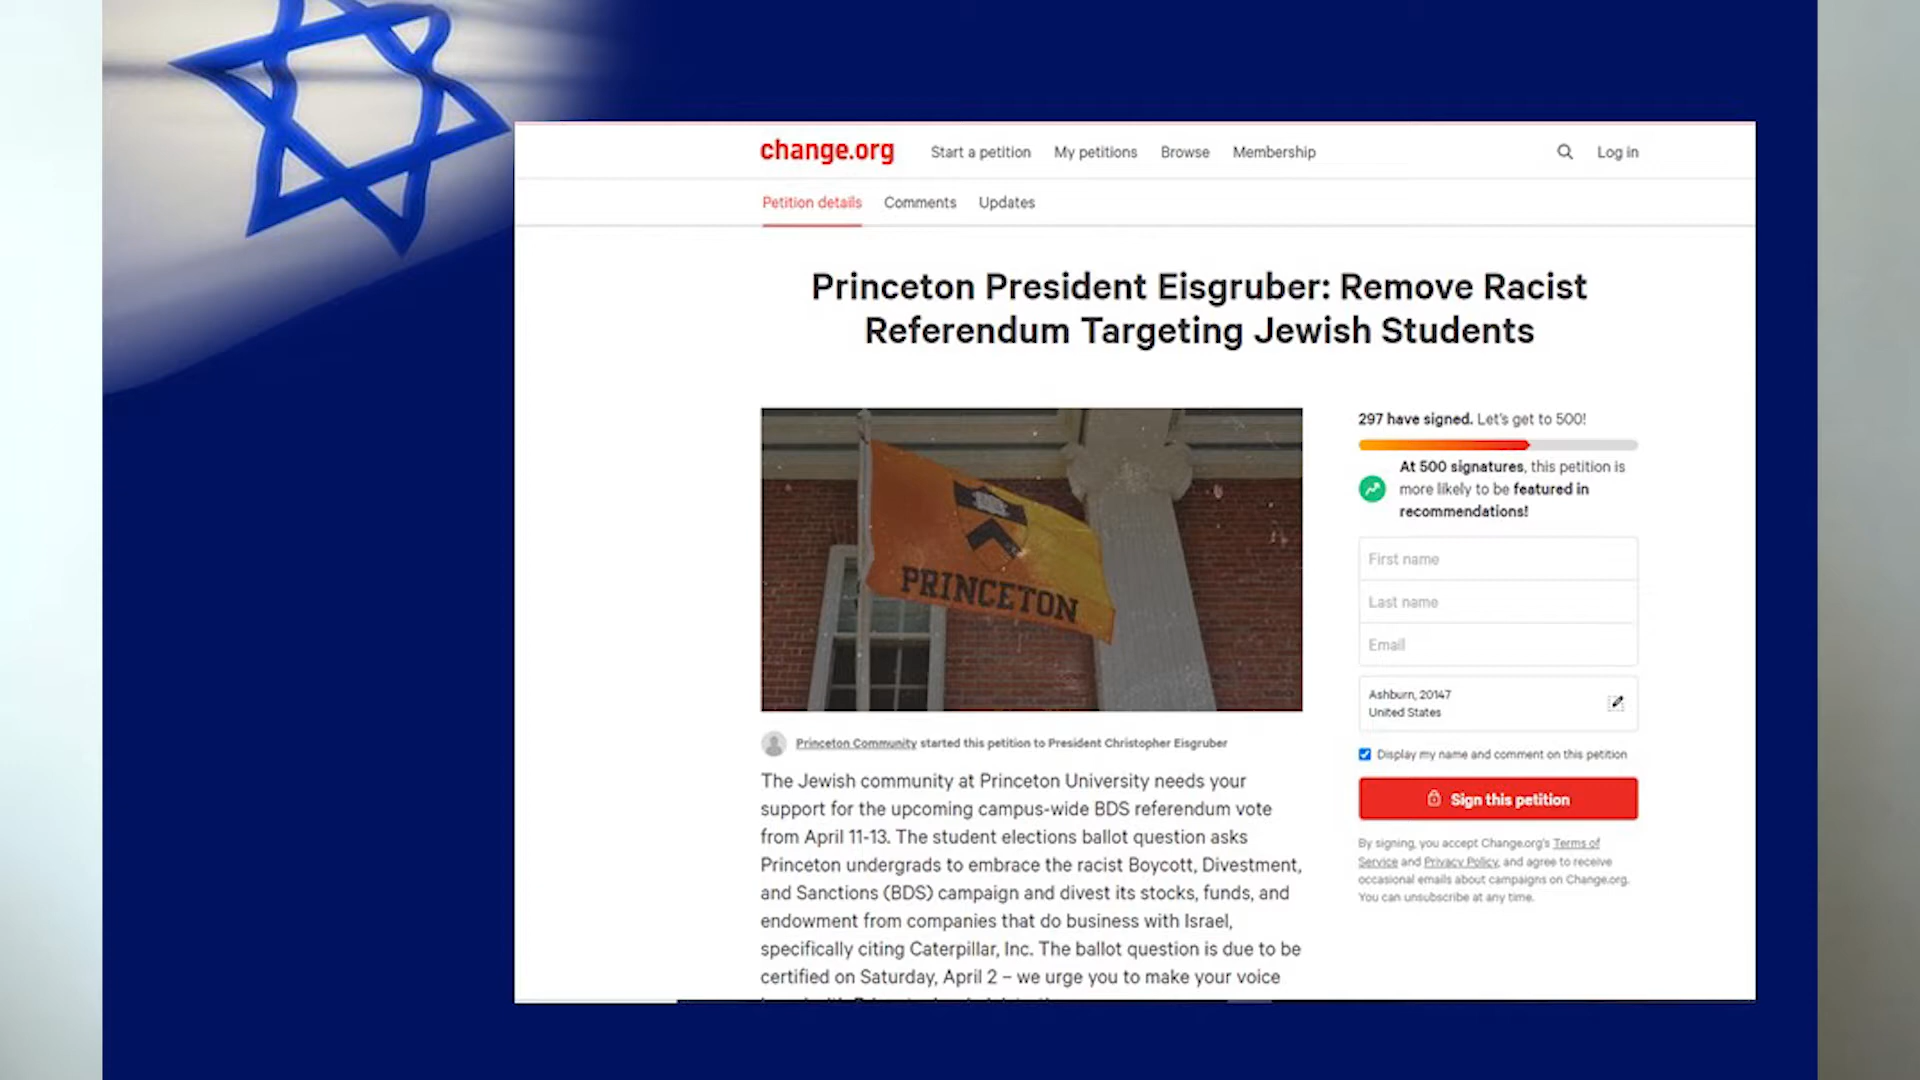 change.org Start a petition My petitions Browse Membership Log in
Petition details Comments Updates
Princeton President Eisgruber: Remove Racist
Referendum Targeting Jewish Students
PRINCETON
297 have signed. Let's get to 500!
At 500 signatures, this petition is
more likely to be featured in
recommendations!
First name
Last name
Email
Ashburn, 20147
United States
Display my name and comment on this petition
Sign this petition
By signing, you accept Change.org's Terms of
Service and Privacy Policy, and agree to receive
occasional emails about campaigns on Change.org.
You can unsubscribe at any time.
Princeton Community started this petition to President Christopher Eisgruber
The Jewish community at Princeton University needs your
support for the upcoming campus-wide BDS referendum vote
from April 11-13. The student elections ballot question asks
Princeton undergrads to embrace the racist Boycott, Divestment,
and Sanctions (BDS) campaign and divest its stocks, funds, and
endowment from companies that do business with Israel,
specifically citing Caterpillar, Inc. The ballot question is due to be
certified on Saturday, April 2 – we urge you to make your voice